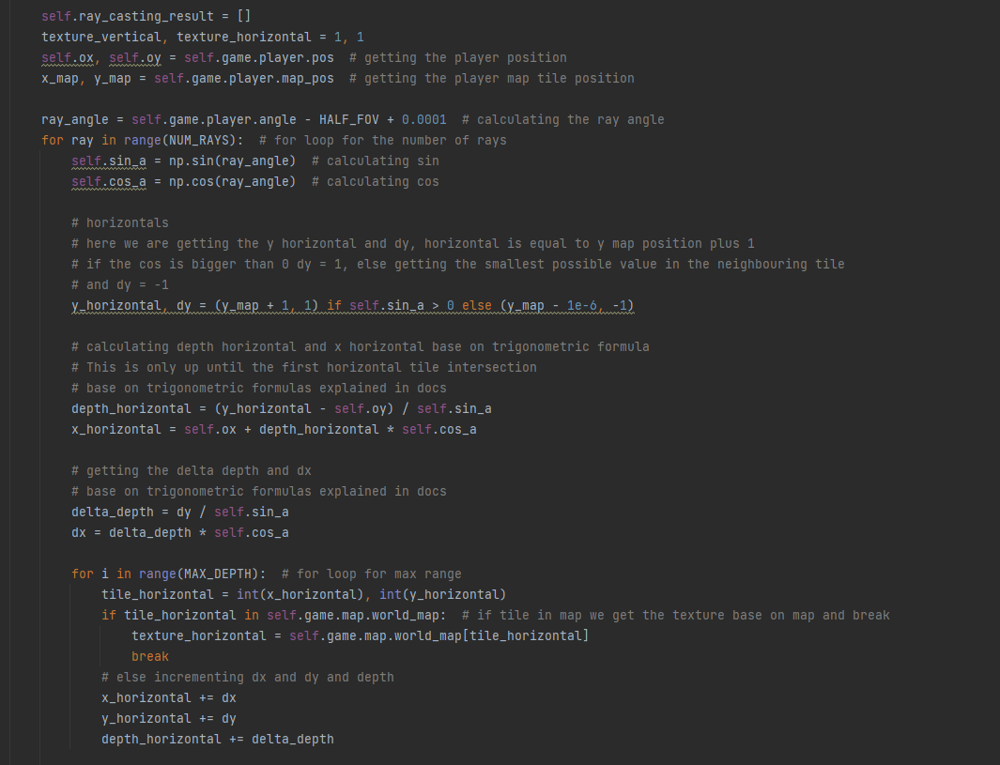 self.ray_casting_result = []
texture_vertical, texture_horizontal = 1, 1
self.ox, self.oy = self.game.player.pos  # getting the player position
x_map, y_map = self.game.player.map_pos  # getting the player map tile position
ray_angle = self.game.player.angle - HALF_FOV + 0.0001  # calculating the ray angle
for ray in range(NUM_RAYS):  # for loop for the number of rays
self.sin_a = np.sin(ray_angle)  # calculating sin
self.cos_a = np.cos(ray_angle)  # calculating cos
# horizontals
# here we are getting the y horizontal and dy, horizontal is equal to y map position plus 1
# if the cos is bigger than 0 dy = 1, else getting the smallest possible value in the neighbouring tile
# and dy = -1
y_horizontal, dy = (y_map + 1, 1) if self.sin_a > 0 else (y_map - 1e-6, -1)
# calculating depth horizontal and x horizontal base on trigonometric formula
# This is only up until the first horizontal tile intersection
# base on trigonometric formulas explained in docs
depth_horizontal = (y_horizontal - self.oy) / self.sin_a
x_horizontal = self.ox + depth_horizontal * self.cos_a
# getting the delta depth and dx
# base on trigonometric formulas explained in docs
delta_depth = dy / self.sin_a
dx = delta_depth * self.cos_a
for i in range(MAX_DEPTH):  # for loop for max range
tile_horizontal = int(x_horizontal), int(y_horizontal)
if tile_horizontal in self.game.map.world_map:  # if tile in map we get the texture base on map and break
texture_horizontal = self.game.map.world_map[tile_horizontal]
break
# else incrementing dx and dy and depth
x_horizontal += dx
y_horizontal += dy
depth_horizontal += delta_depth